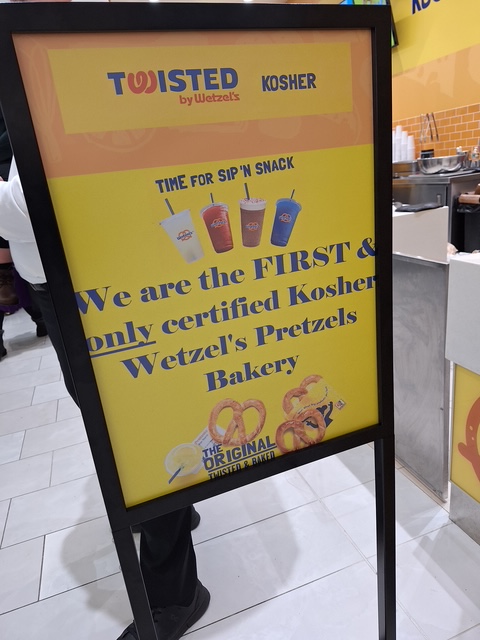 TWISTED KOSHER
by Wetzel's
TIME FOR SIP'N SNACK
We are the FIRST &
only certified Kosher
Wetzel's Pretzels
Bakery
THE
ORIGINAL
TWISTED & BAKED